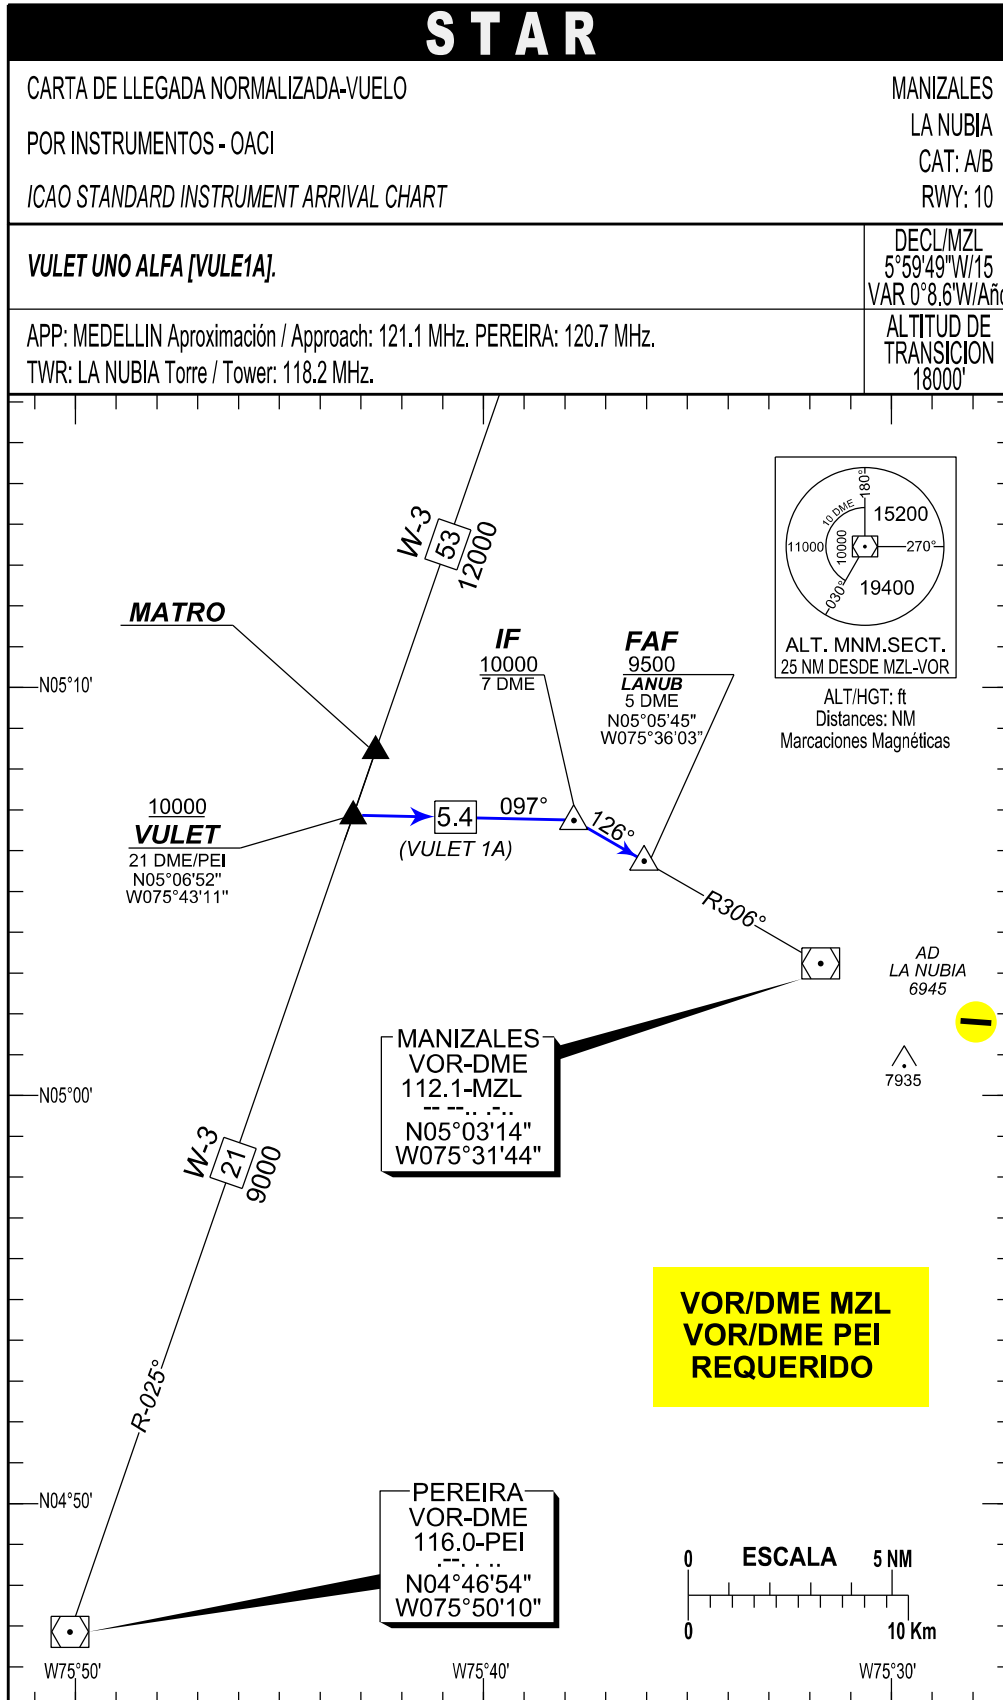 STAR
CARTA DE LLEGADA NORMALIZADA-VUELO
POR INSTRUMENTOS - OACI
ICAO STANDARD INSTRUMENT ARRIVAL CHART
MANIZALES
LA NUBIA
CAT: A/B
RWY: 10
VULET UNO ALFA [VULE1A].
DECL/MZL
5°59'49"W/15
VAR 0°8.6'W/Año
APP: MEDELLIN Aproximación / Approach: 121.1 MHz. PEREIRA: 120.7 MHz.
TWR: LA NUBIA Torre / Tower: 118.2 MHz.
ALTITUD DE
TRANSICION
18000'
W-3
53
12000
180°
10 DME
15200
11000
10000
270°
030°
19400
ALT. MNM.SECT.
25 NM DESDE MZL-VOR
ALT/HGT: ft
Distances: NM
Marcaciones Magnéticas
MATRO
IF
10000
7 DME
FAF
9500
LANUB
5 DME
N05°05'45"
W075°36'03"
N05°10'
10000
VULET
21 DME/PEI
N05°06'52"
W075°43'11"
5.4
097°
(VULET 1A)
126°
R306°
AD
LA NUBIA
6945
7935
MANIZALES
VOR-DME
112.1-MZL
-- --.. .-..
N05°03'14"
W075°31'44"
N05°00'
W-3
21
9000
VOR/DME MZL
VOR/DME PEI
REQUERIDO
R-025°
N04°50'
PEREIRA
VOR-DME
116.0-PEI
.--. . ..
N04°46'54"
W075°50'10"
0
ESCALA
5 NM
0
10 Km
W75°50'
W75°40'
W75°30'